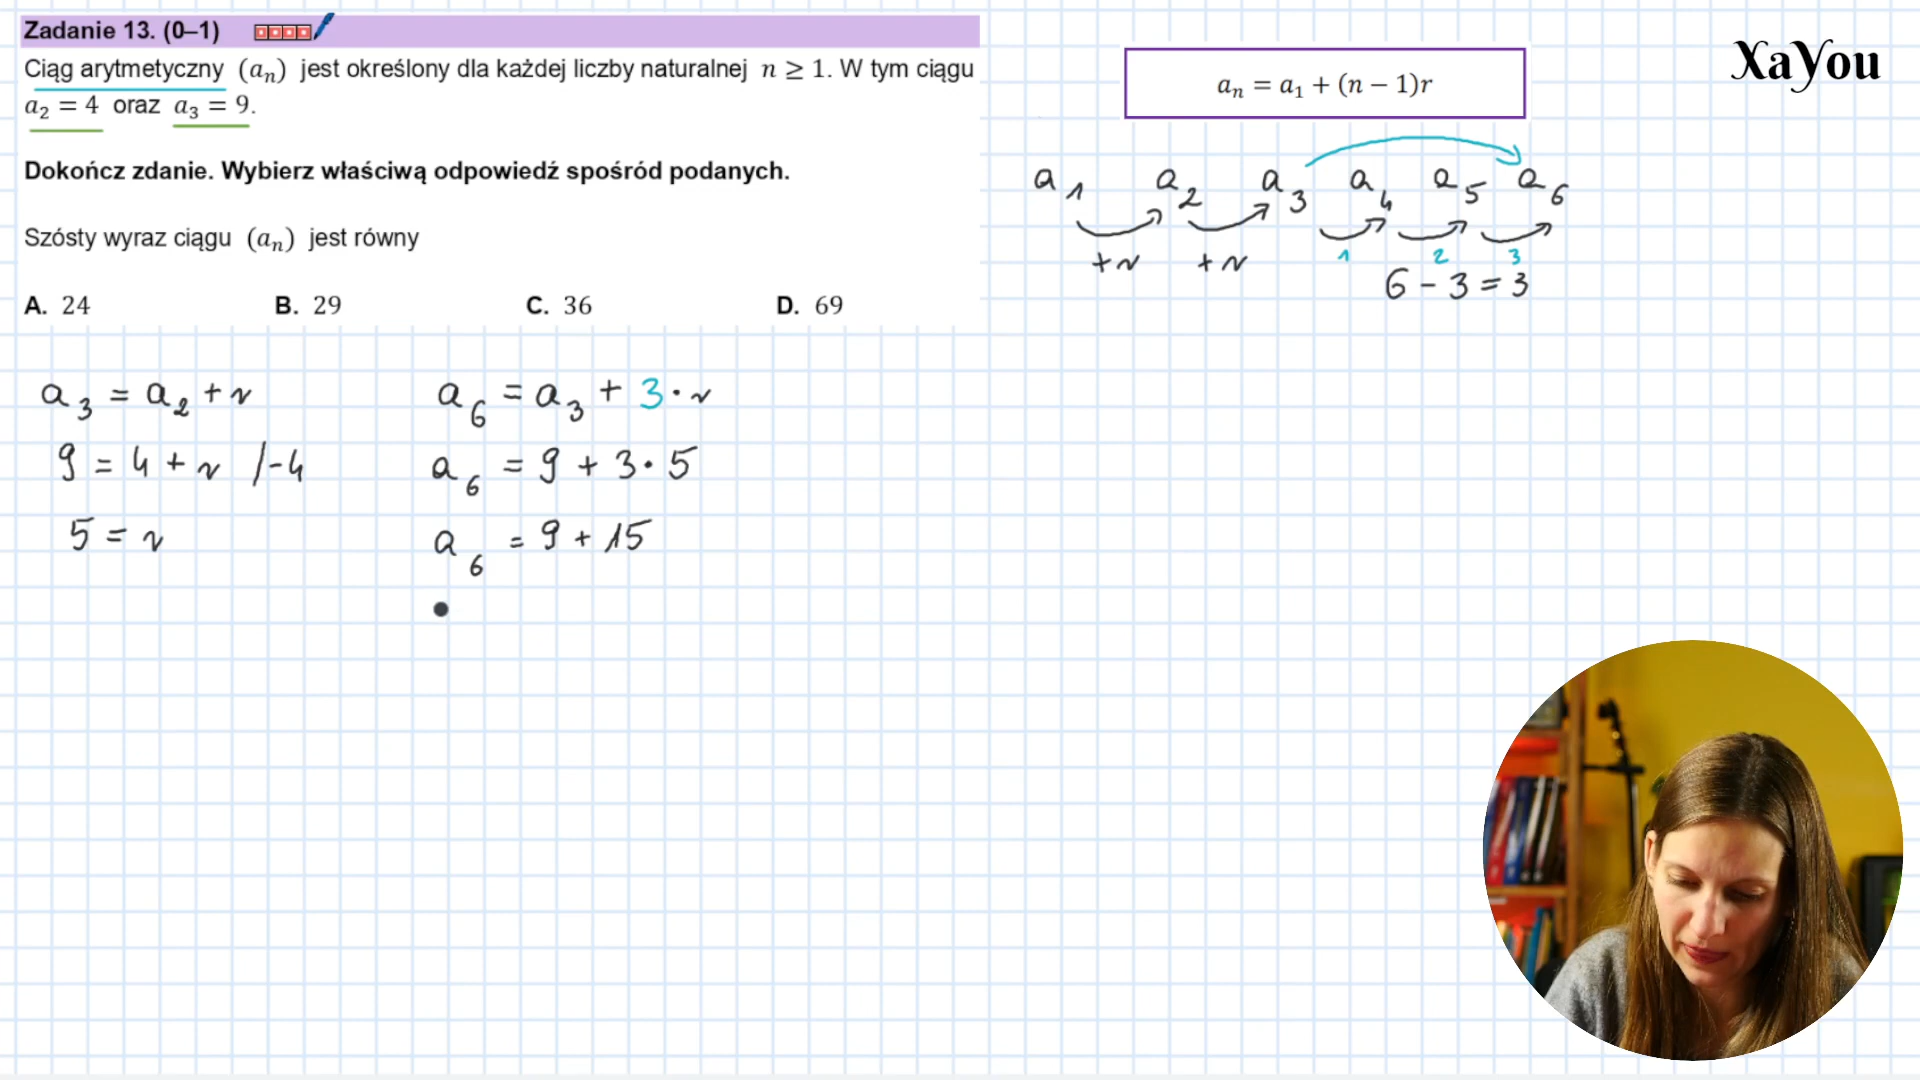 Zadanie 13. (0–1)
Ciąg arytmetyczny (aₙ) jest określony dla każdej liczby naturalnej n ≥ 1. W tym ciągu
a₂ = 4 oraz a₃ = 9.
Dokończ zdanie. Wybierz właściwą odpowiedź spośród podanych.
Szósty wyraz ciągu (aₙ) jest równy
A. 24 B. 29 C. 36 D. 69
a₃ = a₂ + r
9 = 4 + r /-4
5 = r
a₆ = a₃ + 3 · r
a₆ = 9 + 3 · 5
a₆ = 9 + 15
aₙ = a₁ + (n − 1)r
a₁ a₂ a₃ a₄ a₅ a₆
+r +r 1 2 3
6 - 3 = 3
XaYou